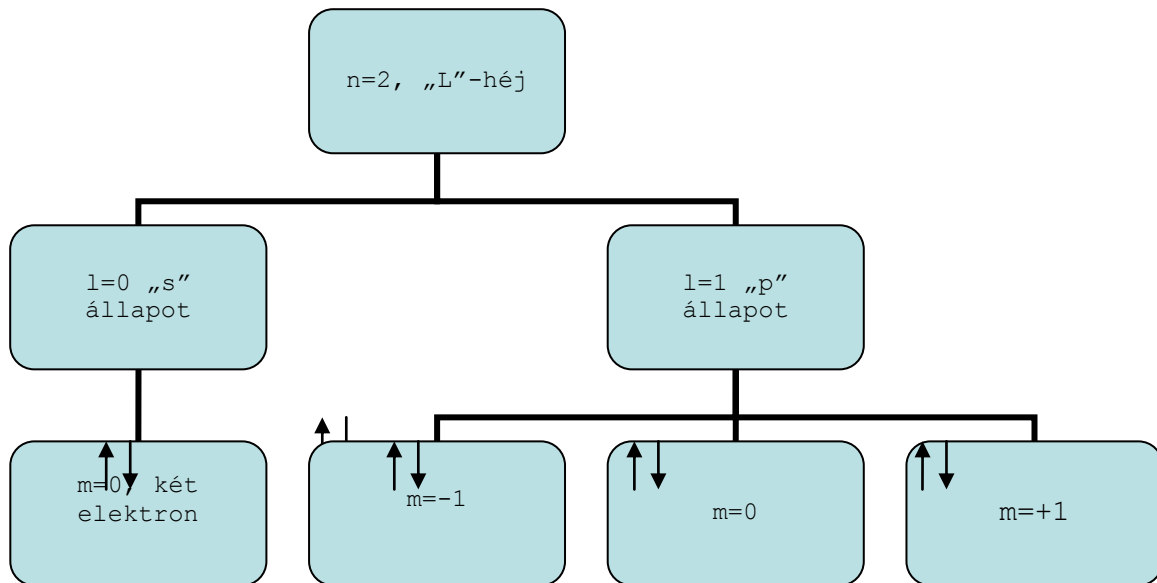 n=2, „L”-héj
l=0 „s”
állapot
l=1 „p”
állapot
m=0, két
elektron
m=-1
m=0
m=+1